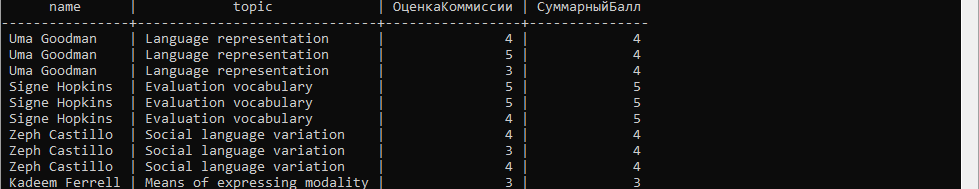 name | topic | ОценкаКоммиссии | СуммарныйБалл
----------------+------------------------------+-----------------+---------------
Uma Goodman | Language representation | 4 | 4
Uma Goodman | Language representation | 5 | 4
Uma Goodman | Language representation | 3 | 4
Signe Hopkins | Evaluation vocabulary | 5 | 5
Signe Hopkins | Evaluation vocabulary | 5 | 5
Signe Hopkins | Evaluation vocabulary | 4 | 5
Zeph Castillo | Social language variation | 4 | 4
Zeph Castillo | Social language variation | 3 | 4
Zeph Castillo | Social language variation | 4 | 4
Kadeem Ferrell | Means of expressing modality | 3 | 3